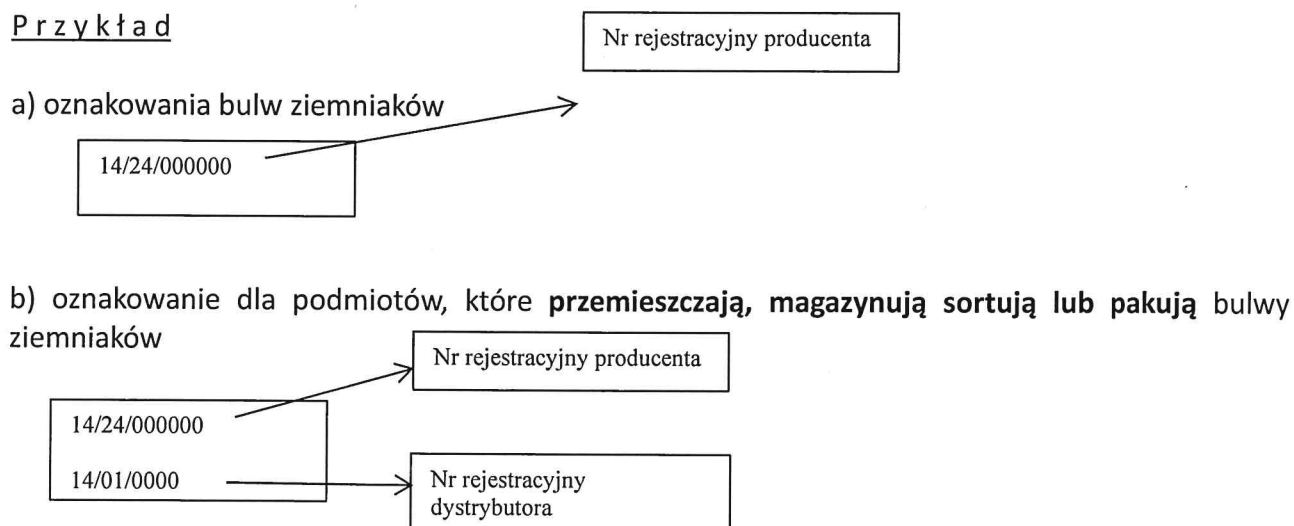 Przykład
Nr rejestracyjny producenta
a) oznakowania bulw ziemniaków
14/24/000000
b) oznakowanie dla podmiotów, które przemieszczają, magazynują sortują lub pakują bulwy
ziemniaków
Nr rejestracyjny producenta
14/24/000000
14/01/0000
Nr rejestracyjny
dystrybutora